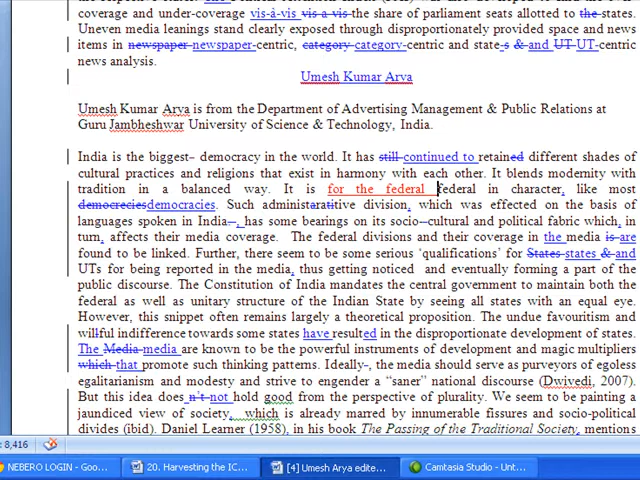 coverage and under-coverage vis-à-vis vis a vis the share of parliament seats allotted to the states.
Uneven media leanings stand clearly exposed through disproportionately provided space and news
items in newspaper newspaper-centric, category category-centric and state-s & and UT UT-centric
news analysis.
Umesh Kumar Arya
Umesh Kumar Arya is from the Department of Advertising Management & Public Relations at
Guru Jambheshwar University of Science & Technology, India.
India is the biggest- democracy in the world. It has still continued to retained different shades of
cultural practices and religions that exist in harmony with each other. It blends modernity with
tradition in a balanced way. It is for the federal federal in character, like most
democrecies democracies. Such administaratitive division, which was effected on the basis of
languages spoken in India-, has some bearings on its socio--cultural and political fabric which, in
turn, affects their media coverage. The federal divisions and their coverage in the media is are
found to be linked. Further, there seem to be some serious 'qualifications' for States states & and
UTs for being reported in the media, thus getting noticed and eventually forming a part of the
public discourse. The Constitution of India mandates the central government to maintain both the
federal as well as unitary structure of the Indian State by seeing all states with an equal eye.
However, this snippet often remains largely a theoretical proposition. The undue favouritism and
willful indifference towards some states have resulted in the disproportionate development of states.
The Media media are known to be the powerful instruments of development and magic multipliers
which that promote such thinking patterns. Ideally-, the media should serve as purveyors of egoless
egalitarianism and modesty and strive to engender a "saner" national discourse (Dwivedi, 2007).
But this idea does n't not hold good from the perspective of plurality. We seem to be painting a
jaundiced view of society, which is already marred by innumerable fissures and socio-political
divides (ibid). Daniel Learner (1958), in his book The Passing of the Traditional Society, mentions
: 8,416
NEBERO LOGIN - Goo...
20. Harvesting the IC...
[4] Umesh Arya edite...
Camtasia Studio - Unt...